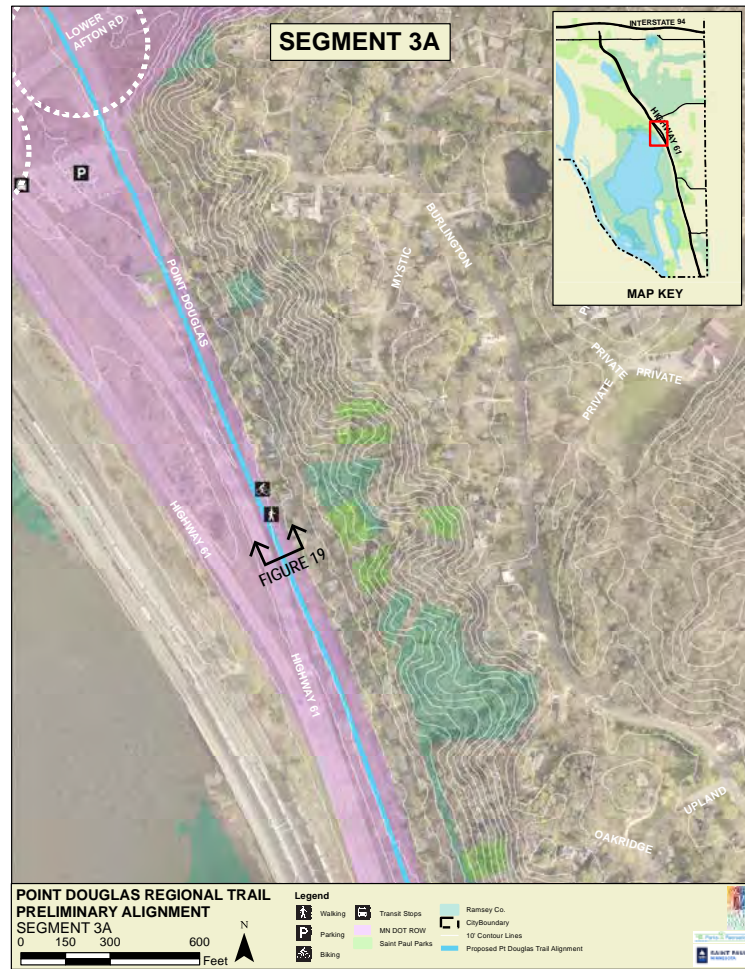 LOWER
AFTON RD
SEGMENT 3A
INTERSTATE 94
HIGHWAY 61
MAP KEY
P
POINT DOUGLAS
BURLINGTON
MYSTIC
PRIVATE
PRIVATE
PRIVATE
HIGHWAY 61
FIGURE 19
HIGHWAY 61
UPLAND
OAKRIDGE
POINT DOUGLAS REGIONAL TRAIL
PRELIMINARY ALIGNMENT
SEGMENT 3A
0 150 300 600
Feet
N
Legend
Walking
P Parking
Biking
Transit Stops
MN DOT ROW
Saint Paul Parks
Ramsey Co.
CityBoundary
10' Contour Lines
Proposed Pt Douglas Trail Alignment